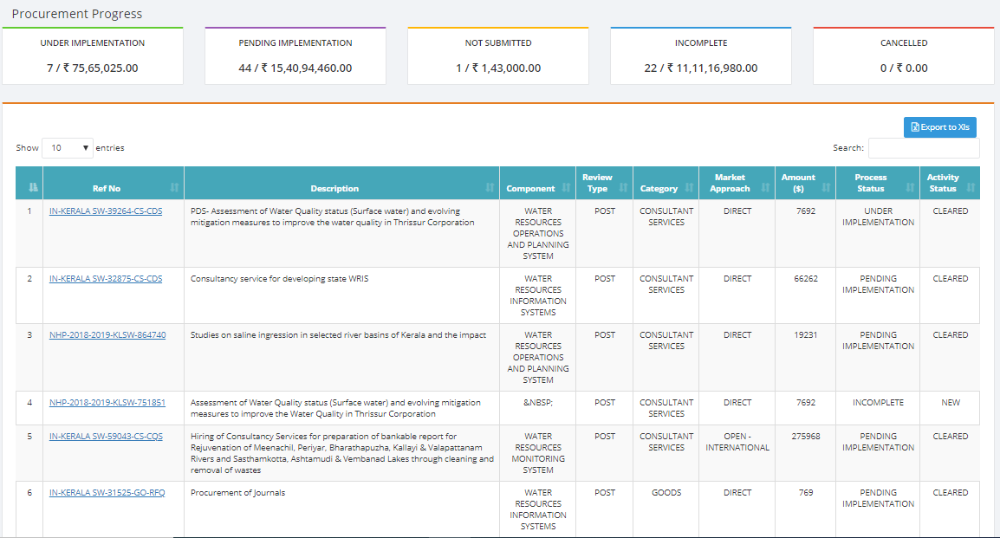 Procurement Progress
UNDER IMPLEMENTATION
7 / ₹ 75,65,025.00
PENDING IMPLEMENTATION
44 / ₹ 15,40,94,460.00
NOT SUBMITTED
1 / ₹ 1,43,000.00
INCOMPLETE
22 / ₹ 11,11,16,980.00
CANCELLED
0 / ₹ 0.00
Export to Xls
Show 10 entries
Search:
Ref No
Description
Component
Review
Type
Category
Market
Approach
Amount
($)
Process
Status
Activity
Status
1
IN-KERALA SW-39264-CS-CDS
PDS- Assessment of Water Quality status (Surface water) and evolving
mitigation measures to improve the water quality in Thrissur Corporation
WATER
RESOURCES
OPERATIONS
AND PLANNING
SYSTEM
POST
CONSULTANT
SERVICES
DIRECT
7692
UNDER
IMPLEMENTATION
CLEARED
2
IN-KERALA SW-32875-CS-CDS
Consultancy service for developing state WRIS
WATER
RESOURCES
INFORMATION
SYSTEMS
POST
CONSULTANT
SERVICES
DIRECT
66262
PENDING
IMPLEMENTATION
CLEARED
3
NHP-2018-2019-KLSW-864740
Studies on saline ingression in selected river basins of Kerala and the impact
WATER
RESOURCES
OPERATIONS
AND PLANNING
SYSTEM
POST
CONSULTANT
SERVICES
DIRECT
19231
PENDING
IMPLEMENTATION
CLEARED
4
NHP-2018-2019-KLSW-751851
Assessment of Water Quality status (Surface water) and evolving mitigation
measures to improve the Water Quality in Thrissur Corporation
&NBSP;
POST
CONSULTANT
SERVICES
DIRECT
7692
INCOMPLETE
NEW
5
IN-KERALA SW-59043-CS-CQS
Hiring of Consultancy Services for preparation of bankable report for
Rejuvenation of Meenachil, Periyar, Bharathapuzha, Kallayi & Valapattanam
Rivers and Sasthamkotta, Ashtamudi & Vembanad Lakes through cleaning and
removal of wastes
WATER
RESOURCES
MONITORING
SYSTEM
POST
CONSULTANT
SERVICES
OPEN -
INTERNATIONAL
275968
PENDING
IMPLEMENTATION
CLEARED
6
IN-KERALA SW-31525-GO-RFQ
Procurement of Journals
WATER
RESOURCES
INFORMATION
SYSTEMS
POST
GOODS
DIRECT
769
PENDING
IMPLEMENTATION
CLEARED